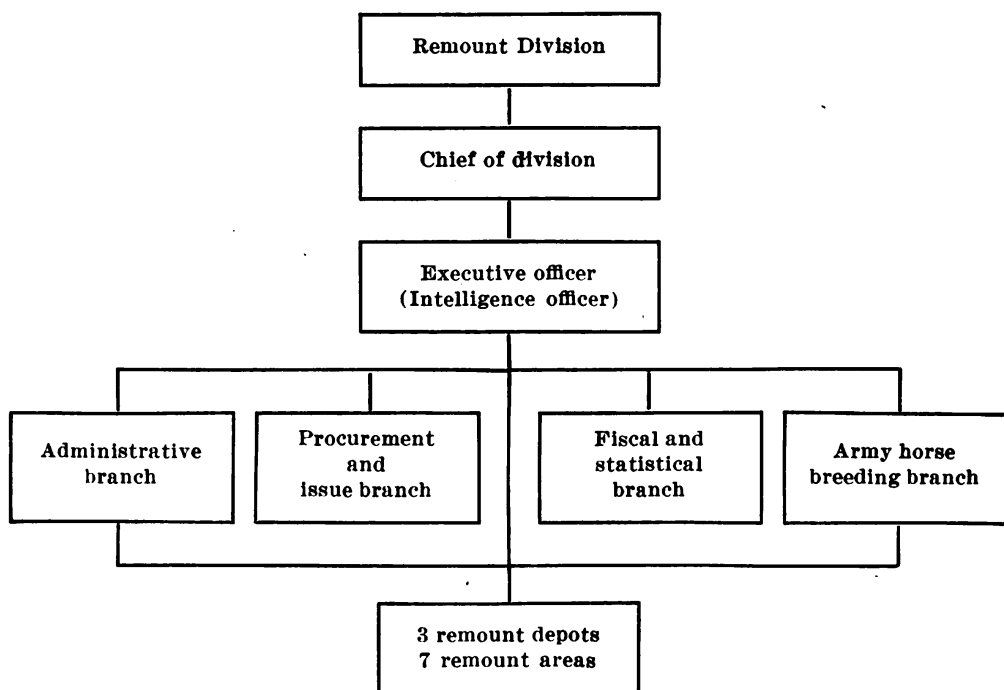 Remount Division
Chief of division
Executive officer
(Intelligence officer)
Administrative
branch
Procurement
and
issue branch
Fiscal and
statistical
branch
Army horse
breeding branch
3 remount depots
7 remount areas